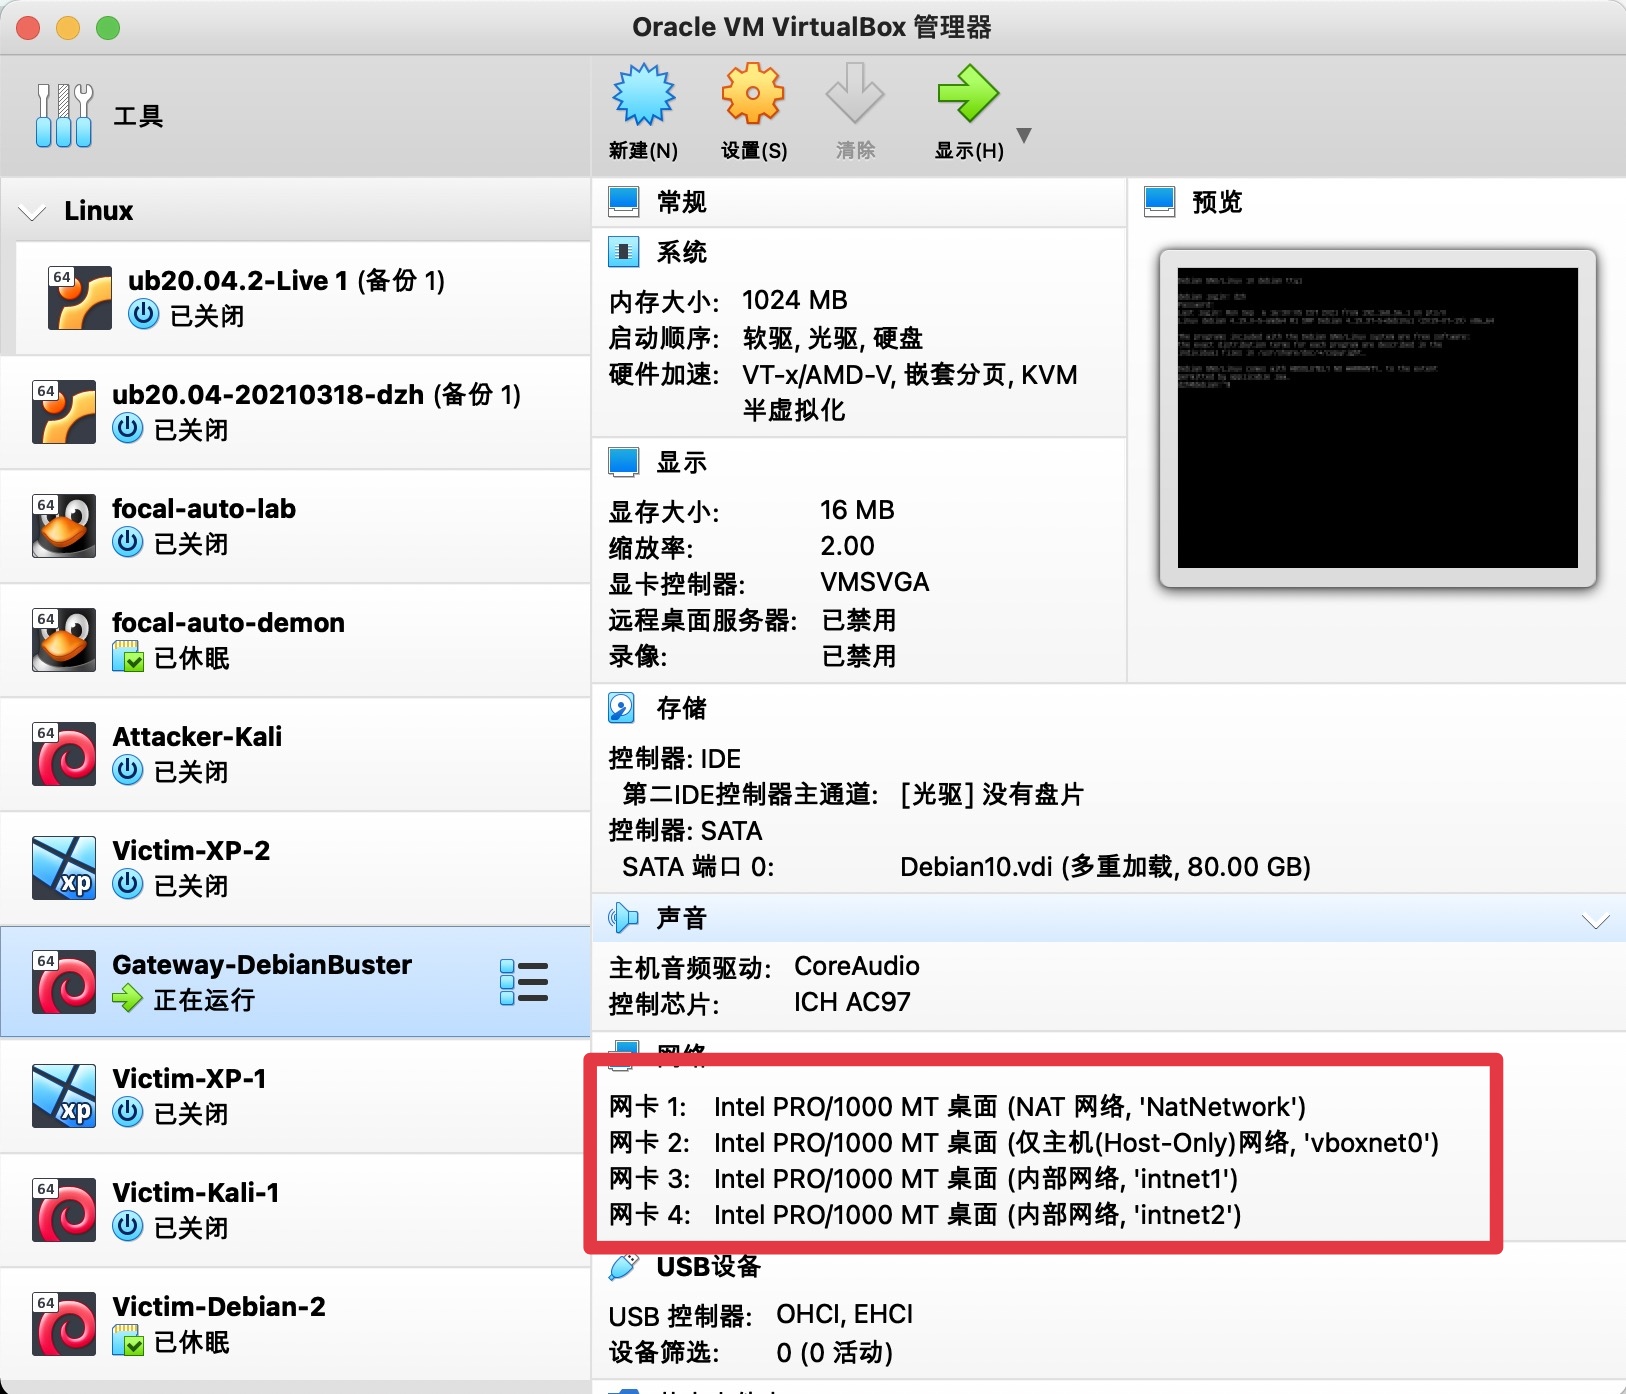 Oracle VM VirtualBox 管理器
工具
新建(N)
设置(S)
清除
显示(H)
Linux
64
ub20.04.2-Live 1 (备份 1)
已关闭
64
ub20.04-20210318-dzh (备份 1)
已关闭
64
focal-auto-lab
已关闭
64
focal-auto-demon
已休眠
64
Attacker-Kali
已关闭
xp
Victim-XP-2
已关闭
64
Gateway-DebianBuster
正在运行
xp
Victim-XP-1
已关闭
64
Victim-Kali-1
已关闭
64
Victim-Debian-2
已休眠
常规
系统
内存大小: 1024 MB
启动顺序: 软驱, 光驱, 硬盘
硬件加速: VT-x/AMD-V, 嵌套分页, KVM
半虚拟化
显示
显存大小: 16 MB
缩放率: 2.00
显卡控制器: VMSVGA
远程桌面服务器: 已禁用
录像: 已禁用
预览
存储
控制器: IDE
第二IDE控制器主通道: [光驱] 没有盘片
控制器: SATA
SATA 端口 0: Debian10.vdi (多重加载, 80.00 GB)
声音
主机音频驱动: CoreAudio
控制芯片: ICH AC97
网络
网卡 1: Intel PRO/1000 MT 桌面 (NAT 网络, 'NatNetwork')
网卡 2: Intel PRO/1000 MT 桌面 (仅主机(Host-Only)网络, 'vboxnet0')
网卡 3: Intel PRO/1000 MT 桌面 (内部网络, 'intnet1')
网卡 4: Intel PRO/1000 MT 桌面 (内部网络, 'intnet2')
USB设备
USB 控制器: OHCI, EHCI
设备筛选: 0 (0 活动)